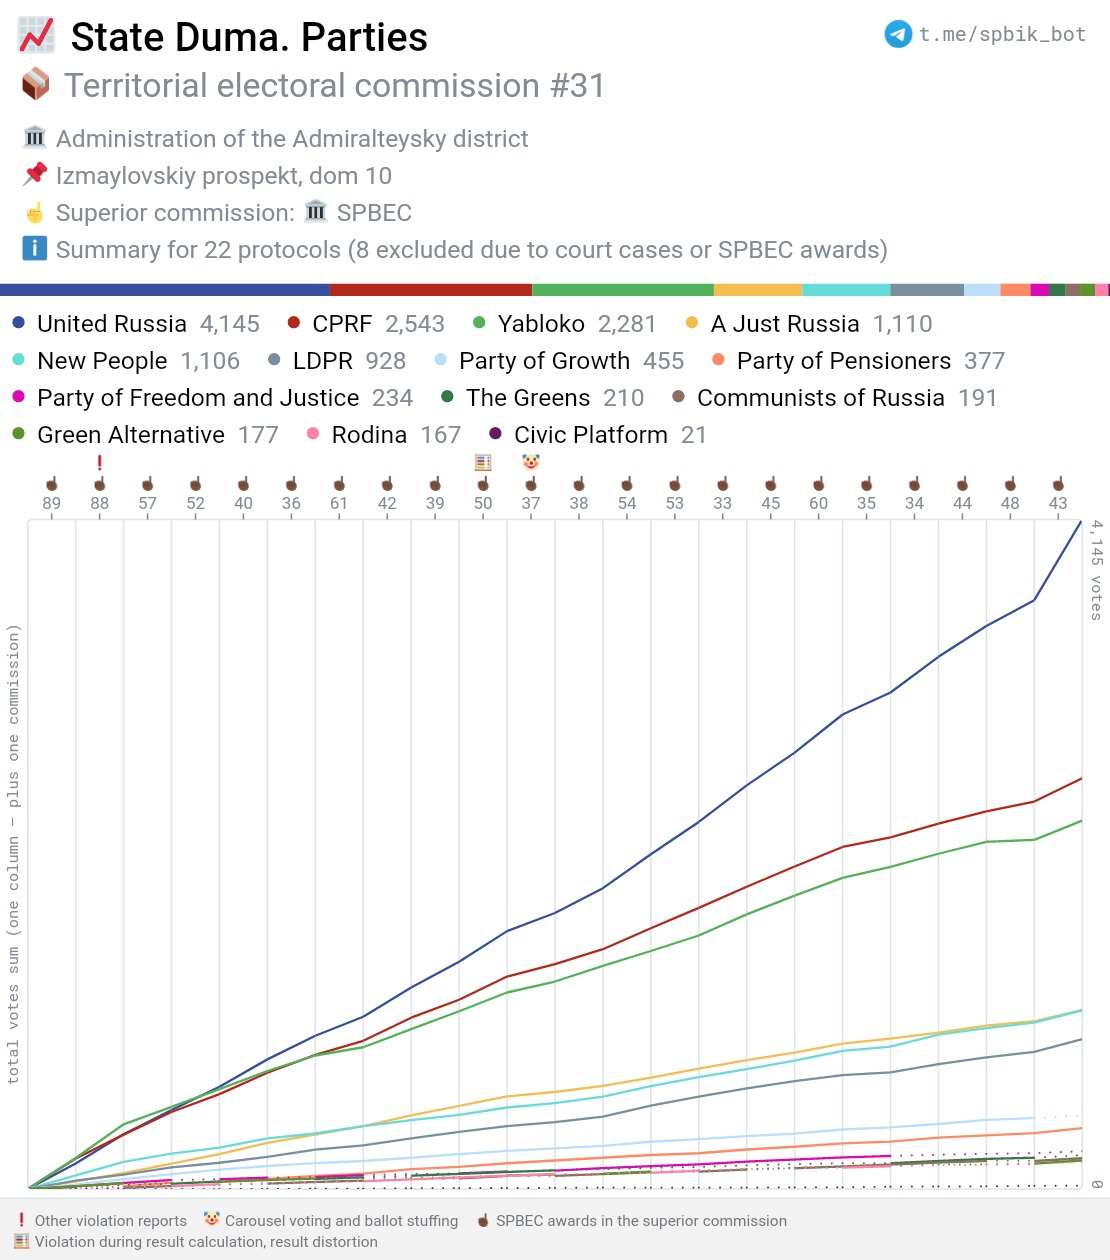 State Duma. Parties
t.me/spbik_bot
Territorial electoral commission #31
Administration of the Admiralteysky district
Izmaylovskiy prospekt, dom 10
Superior commission: SPBEC
Summary for 22 protocols (8 excluded due to court cases or SPBEC awards)
United Russia 4,145 CPRF 2,543 Yabloko 2,281 A Just Russia 1,110
New People 1,106 LDPR 928 Party of Growth 455 Party of Pensioners 377
Party of Freedom and Justice 234 The Greens 210 Communists of Russia 191
Green Alternative 177 Rodina 167 Civic Platform 21
89 88 57 52 40 36 61 42 39 50 37 38 54 53 33 45 60 35 34 44 48 43
4,145 votes
total votes sum (one column — plus one commission)
0
Other violation reports Carousel voting and ballot stuffing SPBEC awards in the superior commission
Violation during result calculation, result distortion